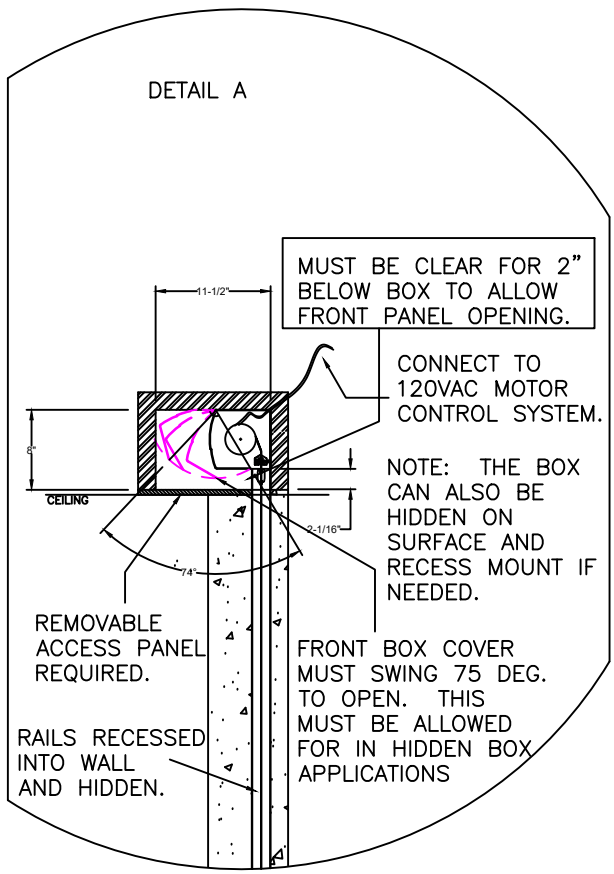 DETAIL A
MUST BE CLEAR FOR 2"
BELOW BOX TO ALLOW
FRONT PANEL OPENING.
11-1/2"
CONNECT TO
120VAC MOTOR
CONTROL SYSTEM.
CEILING
NOTE: THE BOX
CAN ALSO BE
HIDDEN ON
SURFACE AND
RECESS MOUNT IF
NEEDED.
2-1/16"
74°
REMOVABLE
ACCESS PANEL
REQUIRED.
FRONT BOX COVER
MUST SWING 75 DEG.
TO OPEN. THIS
MUST BE ALLOWED
FOR IN HIDDEN BOX
APPLICATIONS
RAILS RECESSED
INTO WALL
AND HIDDEN.